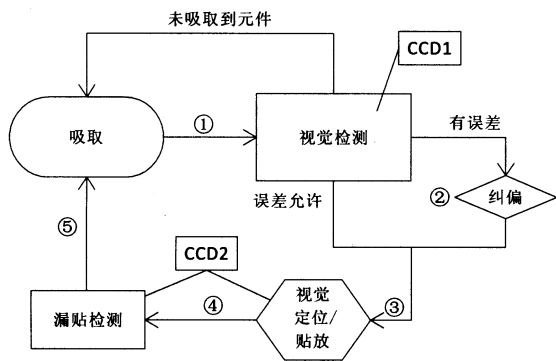 未吸取到元件
CCD1
吸取
①
视觉检测
有误差
误差允许
②
纠偏
⑤
CCD2
漏贴检测
④
视觉
定位/
贴放
③